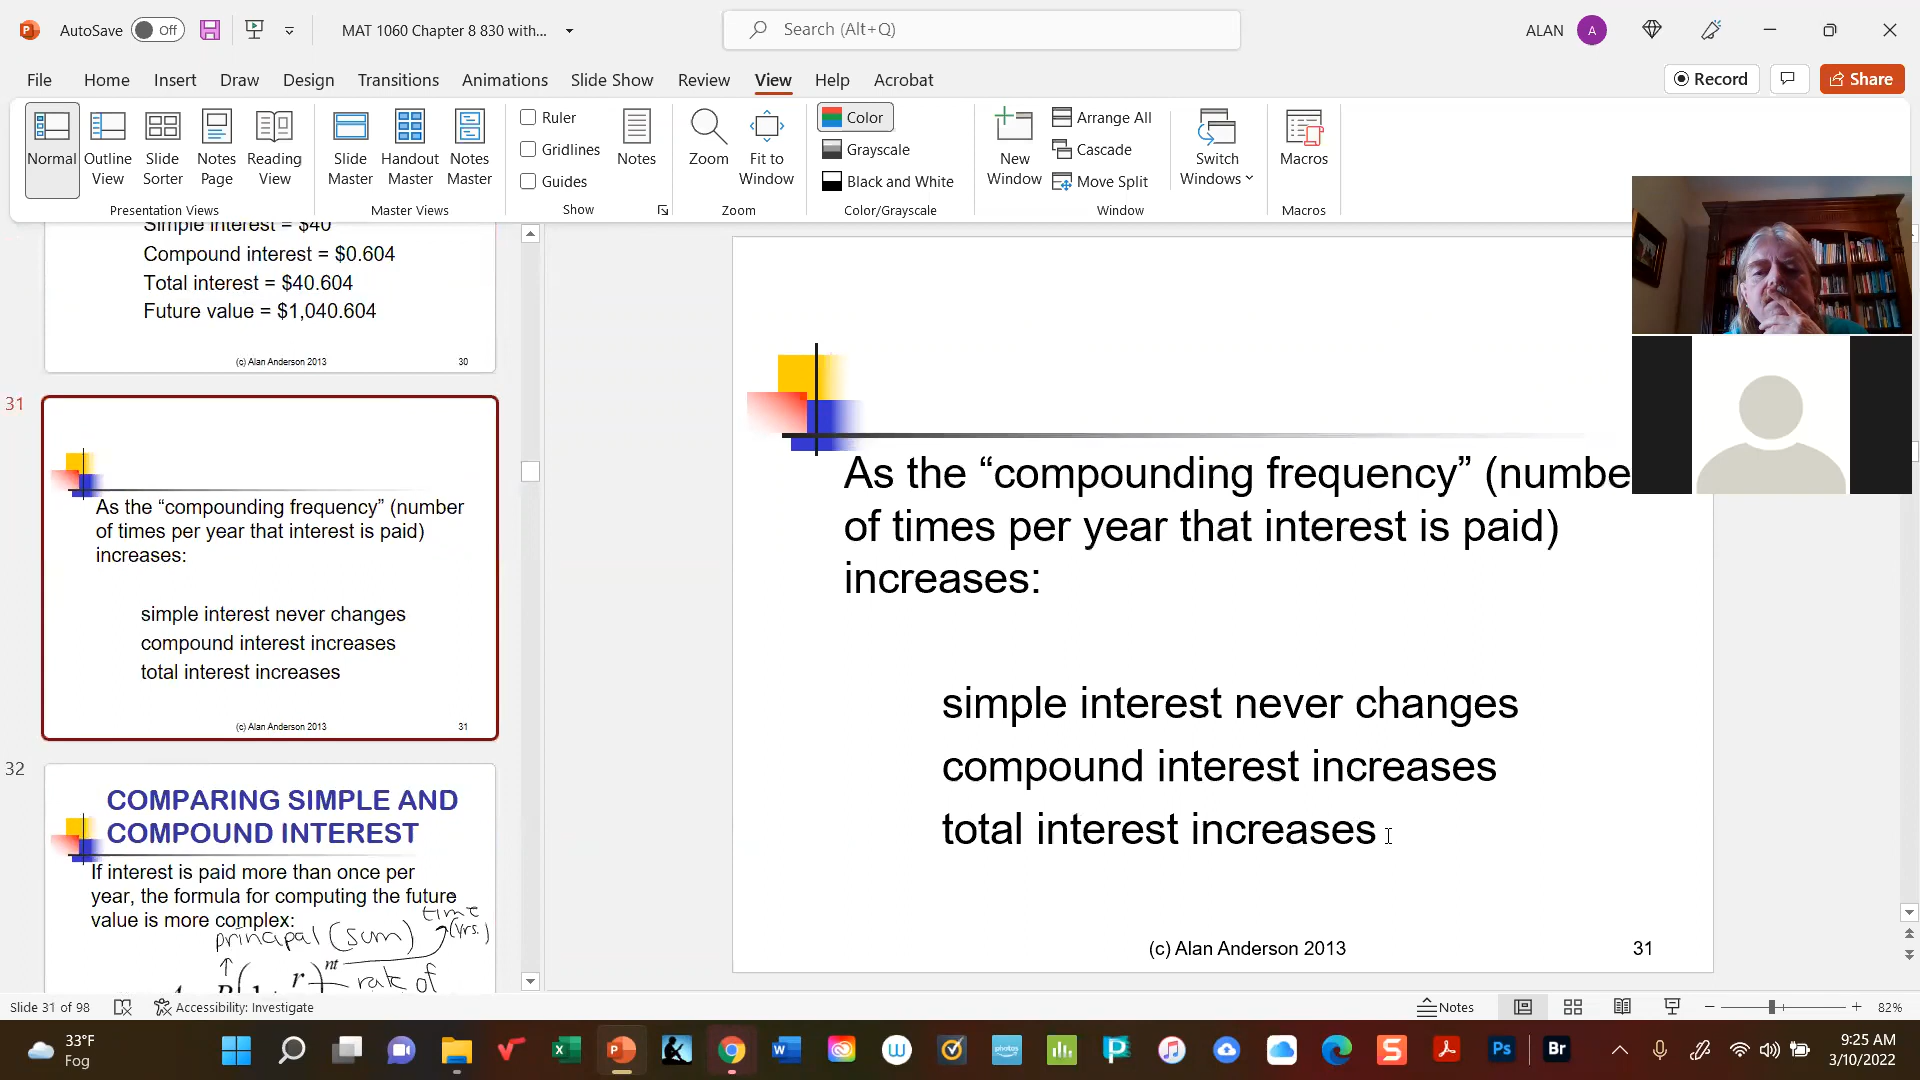 AutoSave Off
MAT 1060 Chapter 8 830 with...
Search (Alt+Q)
ALAN A
File Home Insert Draw Design Transitions Animations Slide Show Review View Help Acrobat
Record Share
Normal
Outline View
Slide Sorter
Notes Page
Reading View
Presentation Views
Slide Master
Handout Master
Notes Master
Master Views
Ruler
Gridlines
Guides
Show
Notes
Zoom
Fit to Window
Zoom
Color
Grayscale
Black and White
Color/Grayscale
New Window
Arrange All
Cascade
Move Split
Switch Windows
Window
Macros
Macros
Simple interest = $40
Compound interest = $0.604
Total interest = $40.604
Future value = $1,040.604
(c) Alan Anderson 2013 30
31
As the “compounding frequency” (number
of times per year that interest is paid)
increases:
simple interest never changes
compound interest increases
total interest increases
(c) Alan Anderson 2013 31
32
COMPARING SIMPLE AND
COMPOUND INTEREST
If interest is paid more than once per
year, the formula for computing the future
value is more complex:
time
principal (sum) (yrs.)
nt
r rate of
As the “compounding frequency” (numbe
of times per year that interest is paid)
increases:
simple interest never changes
compound interest increases
total interest increases
(c) Alan Anderson 2013 31
Slide 31 of 98 Accessibility: Investigate Notes 82%
33°F
Fog
9:25 AM
3/10/2022